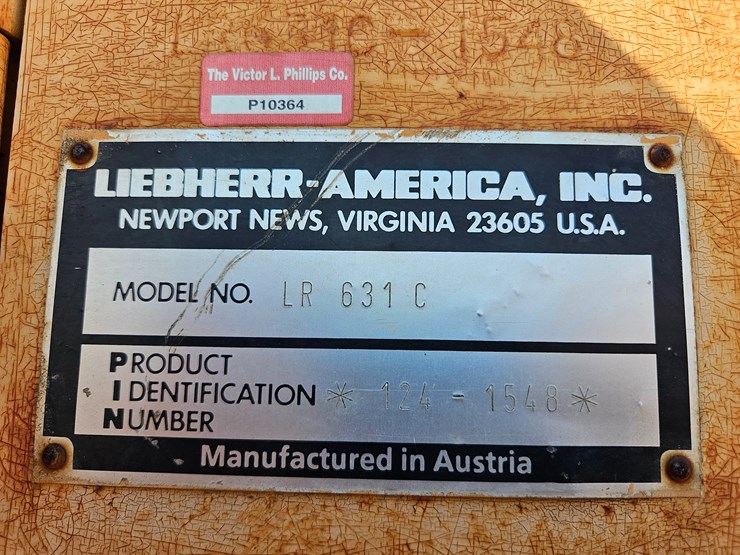 1548
The Victor L. Phillips Co.
P10364
LIEBHERR-AMERICA, INC.
NEWPORT NEWS, VIRGINIA 23605 U.S.A.
MODEL NO. LR 631 C
PRODUCT
IDENTIFICATION * 124 - 1548 *
NUMBER
Manufactured in Austria